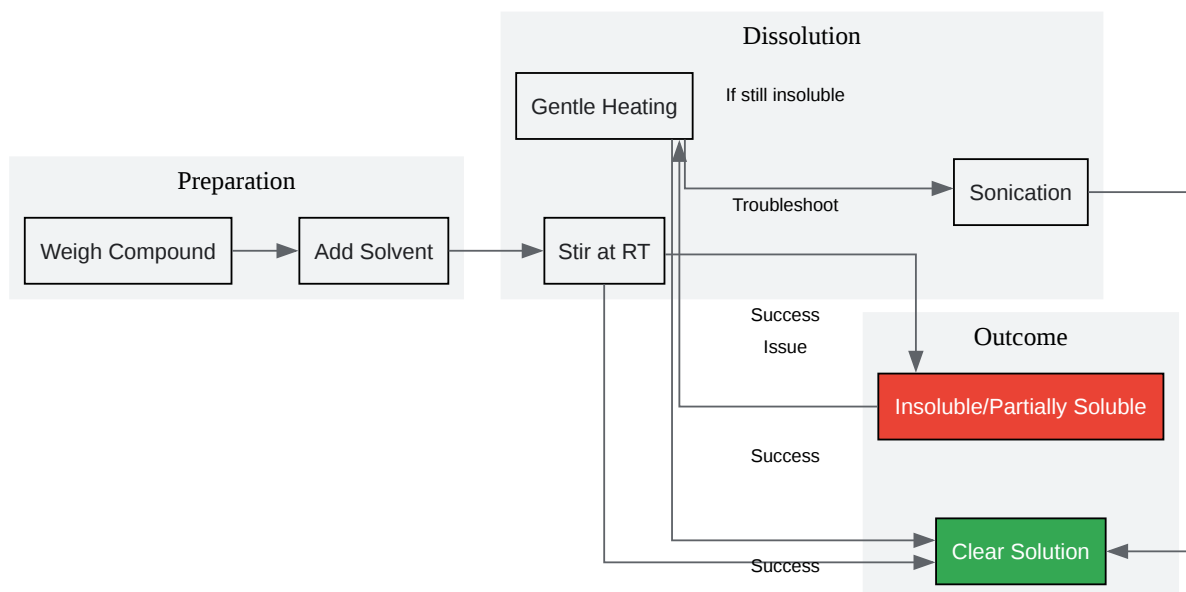 Dissolution
Gentle Heating
If still insoluble
Preparation
Sonication
Troubleshoot
Weigh Compound
Add Solvent
Stir at RT
Success
Issue
Outcome
Insoluble/Partially Soluble
Success
Clear Solution
Success